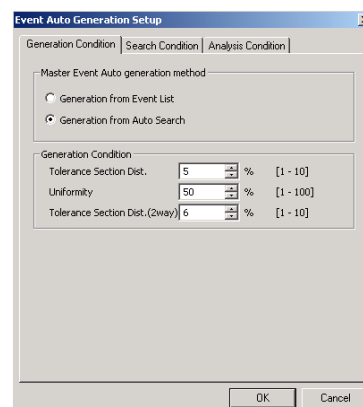 Event Auto Generation Setup
Generation Condition Search Condition Analysis Condition
Master Event Auto generation method
Generation from Event List
Generation from Auto Search
Generation Condition
Tolerance Section Dist. 5 % [1 - 10]
Uniformity 50 % [1 - 100]
Tolerance Section Dist.(2way) 6 % [1 - 10]
OK Cancel